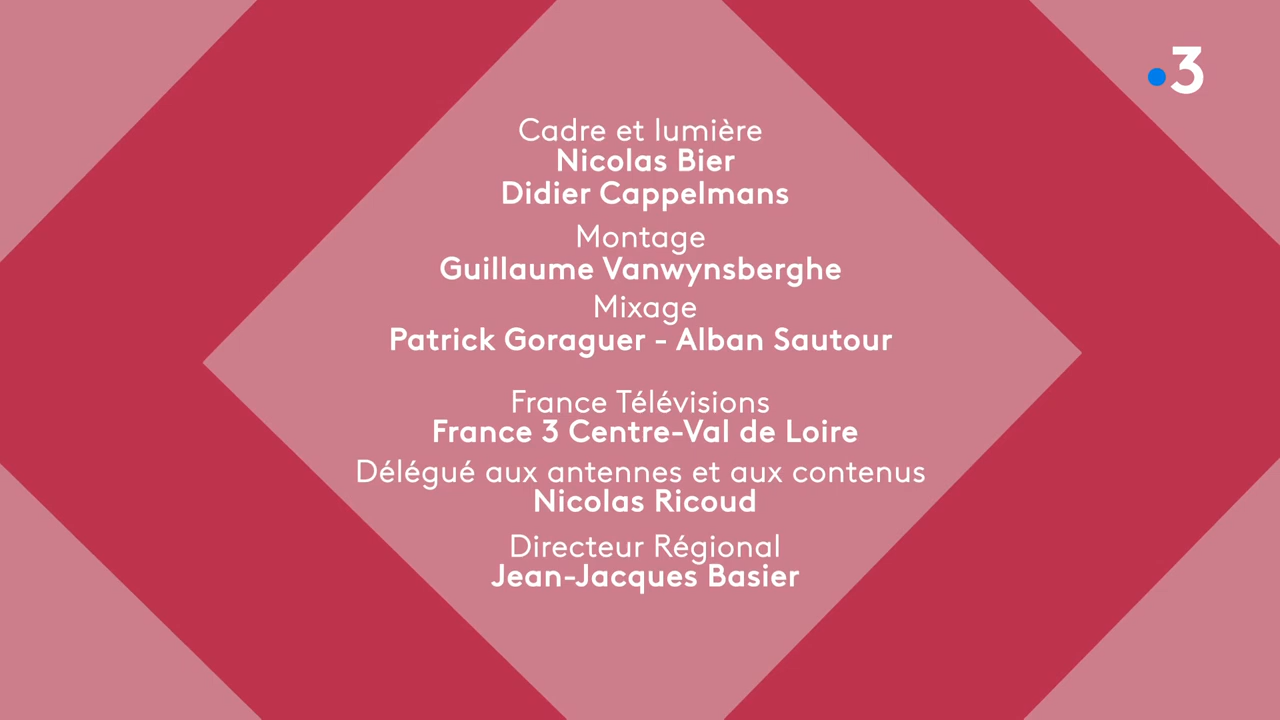 3
Cadre et lumière
Nicolas Bier
Didier Cappelmans
Montage
Guillaume Vanwynsberghe
Mixage
Patrick Goraguer - Alban Sautour
France Télévisions
France 3 Centre-Val de Loire
Délégué aux antennes et aux contenus
Nicolas Ricoud
Directeur Régional
Jean-Jacques Basier